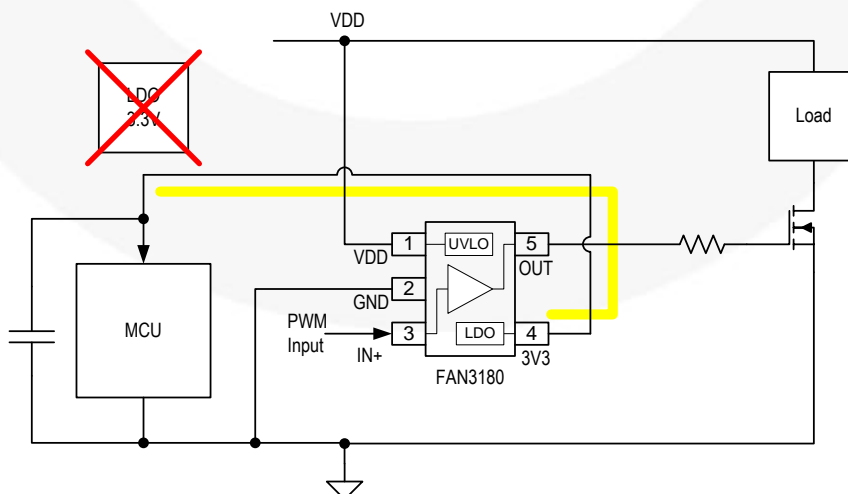 VDD
LDO
3.3V
Load
1
UVLO
5
VDD
OUT
2
GND
MCU
PWM
Input
3
IN+
LDO
4
3V3
FAN3180